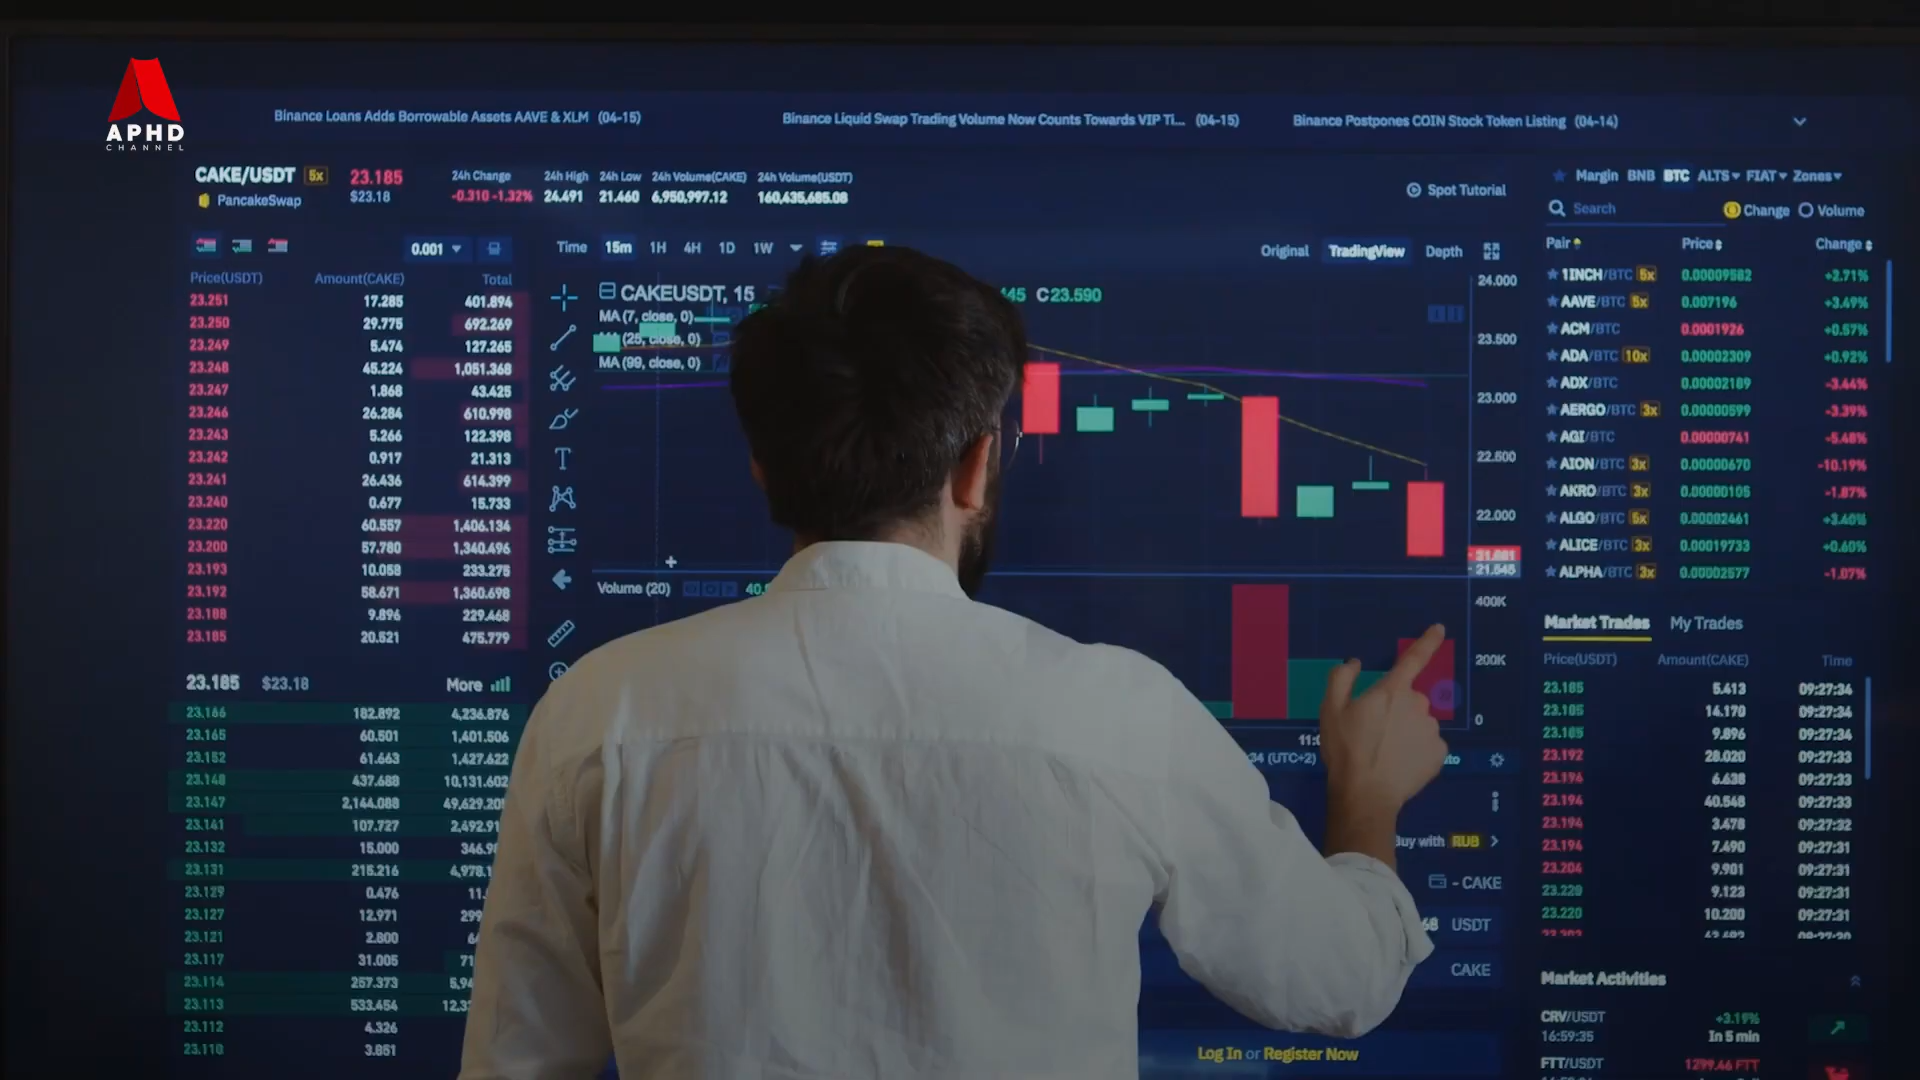 APHD
CHANNEL
Binance Loans Adds Borrowable Assets AAVE & XLM (04-15)
Binance Liquid Swap Trading Volume Now Counts Towards VIP Ti... (04-15)
Binance Postpones COIN Stock Token Listing (04-14)
CAKE/USDT 5x 23.185
PancakeSwap $23.18
24h Change 24h High 24h Low 24h Volume(CAKE) 24h Volume(USDT)
-0.310 -1.32% 24.491 21.460 6,950,997.12 160,435,685.08
Spot Tutorial
0.001
Price(USDT) Amount(CAKE) Total
23.251 17.285 401.894
23.250 29.775 692.269
23.249 5.474 127.265
23.248 45.224 1,051.368
23.247 1.868 43.425
23.246 26.284 610.998
23.243 5.266 122.398
23.242 0.917 21.313
23.241 26.436 614.399
23.240 0.677 15.733
23.220 60.557 1,406.134
23.200 57.780 1,340.496
23.193 10.058 233.275
23.192 58.671 1,360.698
23.188 9.896 229.468
23.185 20.521 475.779
23.185 $23.18 More
23.166 182.892 4,236.876
23.165 60.501 1,401.506
23.152 61.663 1,427.622
23.148 437.688 10,131.602
23.147 2,144.088
23.141 107.727
23.132 15.000
23.131 215.216
23.129 0.476
23.127 12.971
23.121 2.800
23.117 31.005
23.114 257.373
23.113 533.454
23.112 4.326
23.110 3.851
Time 15m 1H 4H 1D 1W
Original TradingView Depth
CAKEUSDT, 15
445 C23.590
MA (7, close, 0)
(25, close, 0)
MA (99, close, 0)
24.000
23.500
23.000
22.500
22.000
21.545
Volume (20)
400K
200K
0
34 (UTC+2)
Buy with RUB
- CAKE
USDT
CAKE
Log In or Register Now
Margin BNB BTC ALTS FIAT Zones
Search Change Volume
Pair Price Change
1INCH/BTC 5x 0.00009582 +2.71%
AAVE/BTC 5x 0.007196 +3.49%
ACM/BTC 0.0001926 +0.57%
ADA/BTC 10x 0.00002309 +0.92%
ADX/BTC 0.00002189 -3.44%
AERGO/BTC 3x 0.00000599 -3.39%
AGI/BTC 0.00000741 -5.48%
AION/BTC 3x 0.00000670 -10.19%
AKRO/BTC 3x 0.00000105 -1.87%
ALGO/BTC 5x 0.00002461 +3.40%
ALICE/BTC 3x 0.00019733 +0.60%
ALPHA/BTC 3x 0.00002577 -1.07%
Market Trades My Trades
Price(USDT) Amount(CAKE) Time
23.185 5.413 09:27:34
23.185 14.170 09:27:34
23.185 9.896 09:27:34
23.192 28.020 09:27:33
23.196 6.638 09:27:33
23.194 40.548 09:27:33
23.194 3.478 09:27:32
23.194 7.490 09:27:31
23.204 9.901 09:27:31
23.220 9.123 09:27:31
23.220 10.200 09:27:31
Market Activities
CRV/USDT +3.19%
16:59:35 In 5 min
FTT/USDT 1299.46 FTT